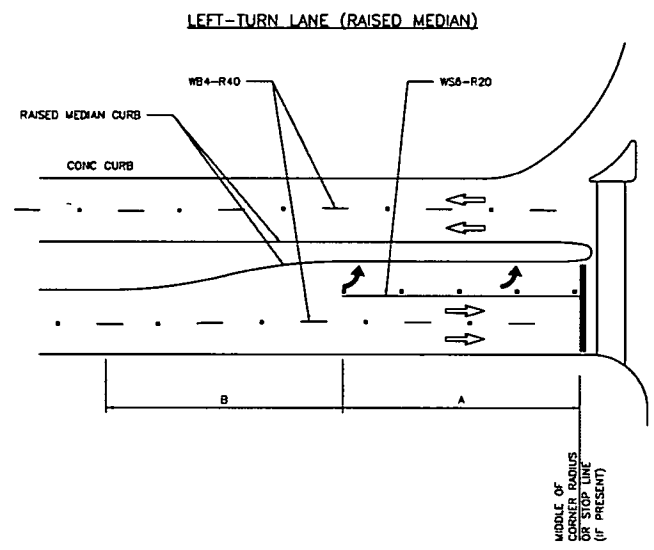 LEFT-TURN LANE (RAISED MEDIAN)
WB4-R40
WS8-R20
RAISED MEDIAN CURB
CONC CURB
B
A
MIDDLE OF
CORNER RADIUS
OR STOP LINE
(IF PRESENT)